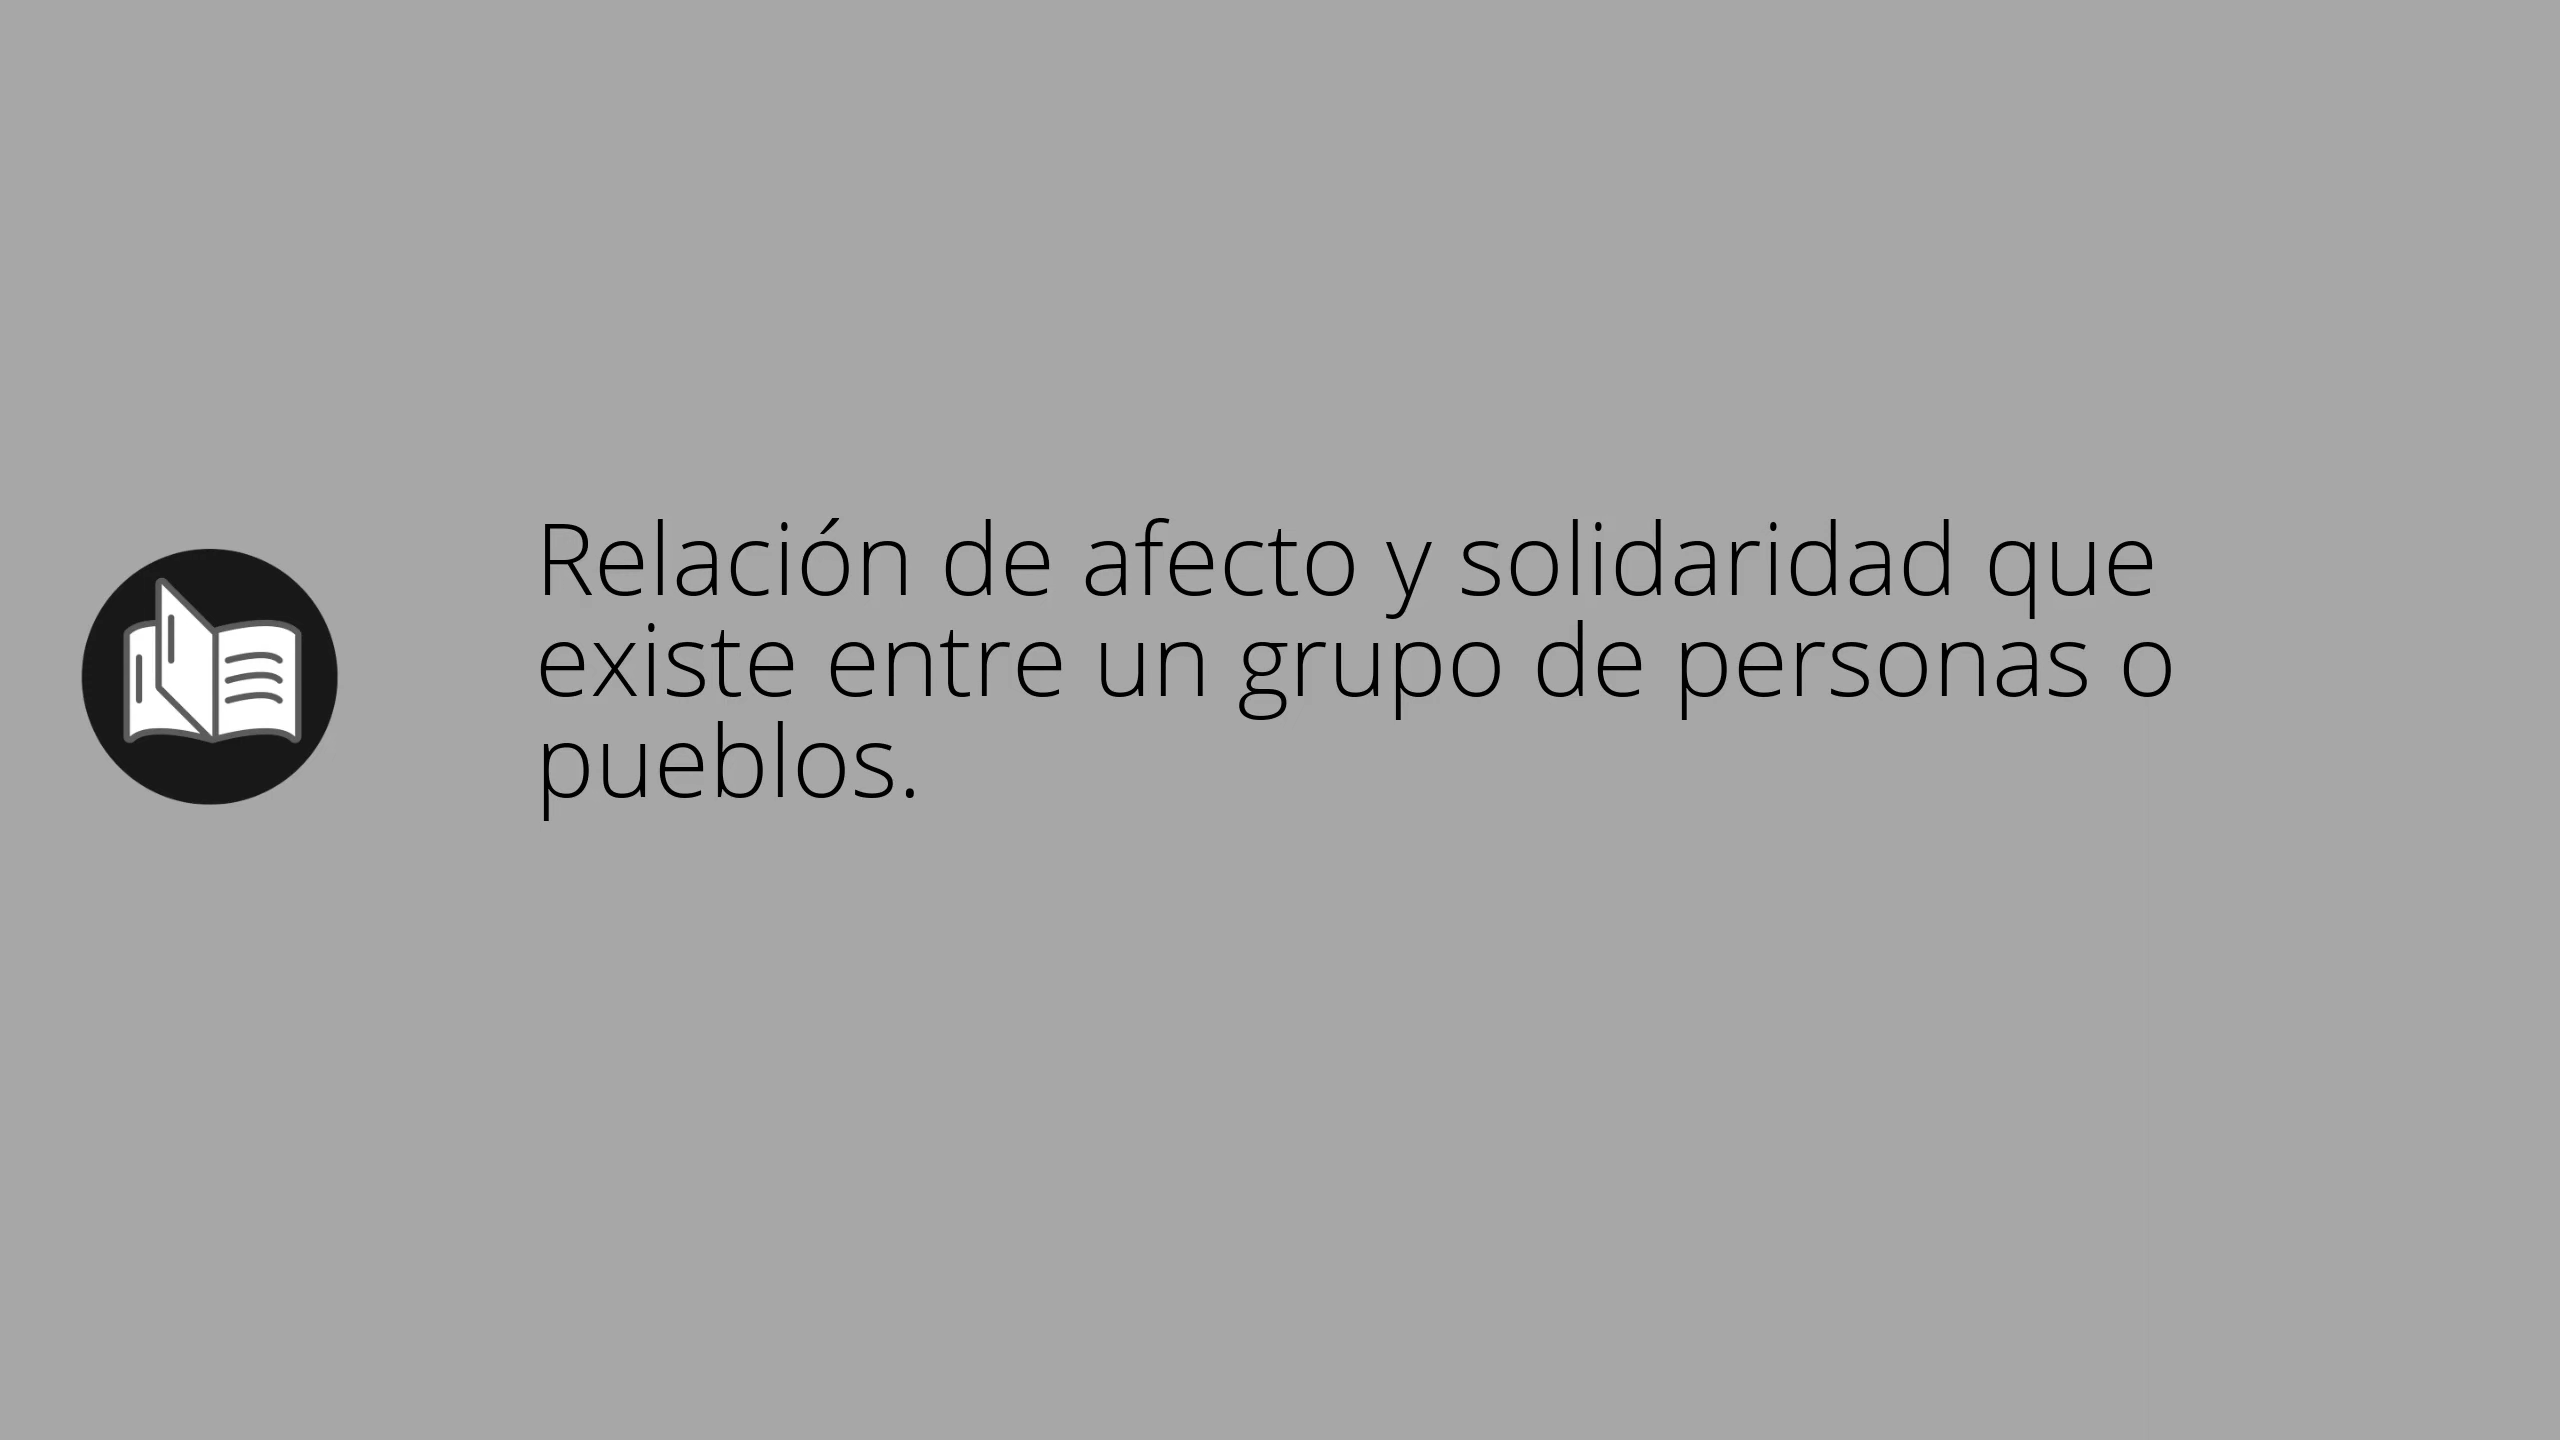 Relación de afecto y solidaridad que
existe entre un grupo de personas o
pueblos.